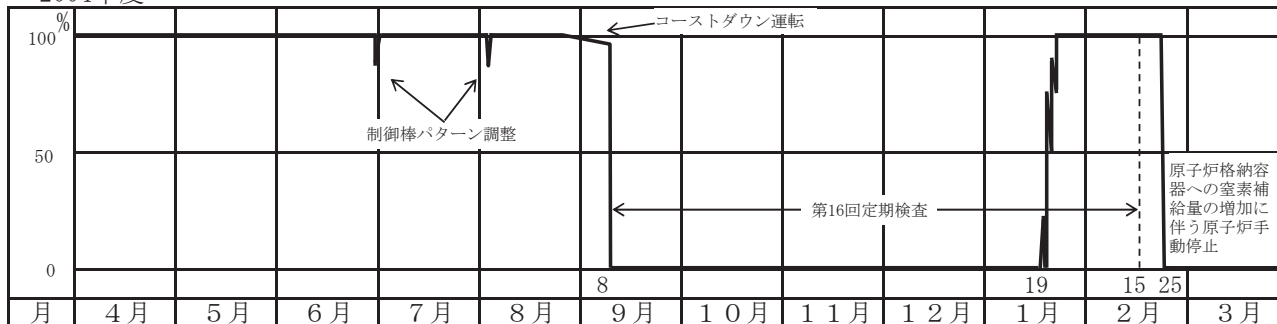 %
コーストダウン運転
100
制御棒パターン調整
50
原子炉格納容
器への窒素補
給量の増加に
伴う原子炉手
動停止
第16回定期検査
0
8
19
15
25
月
４月
５月
６月
７月
８月
９月
１０月
１１月
１２月
１月
２月
３月